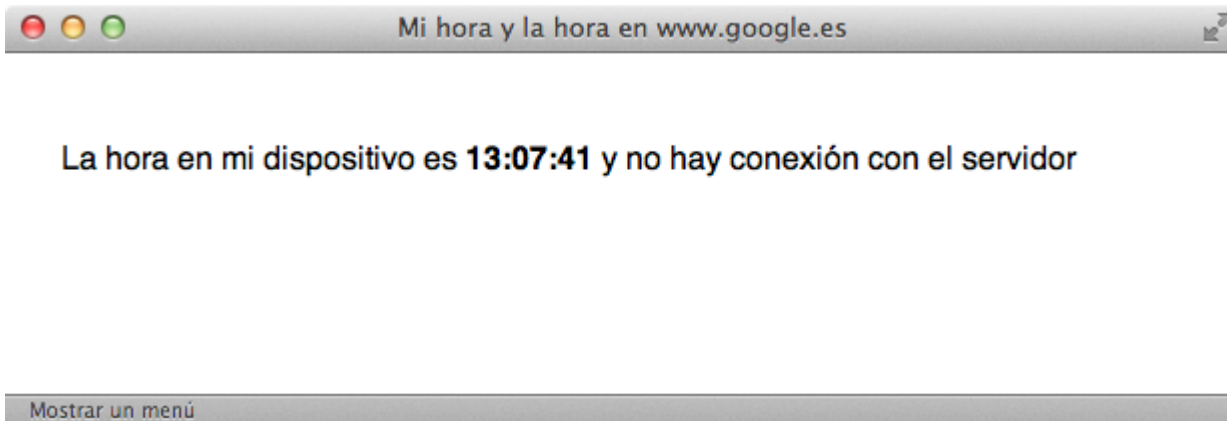 Mi hora y la hora en www.google.es
La hora en mi dispositivo es 13:07:41 y no hay conexión con el servidor
Mostrar un menú